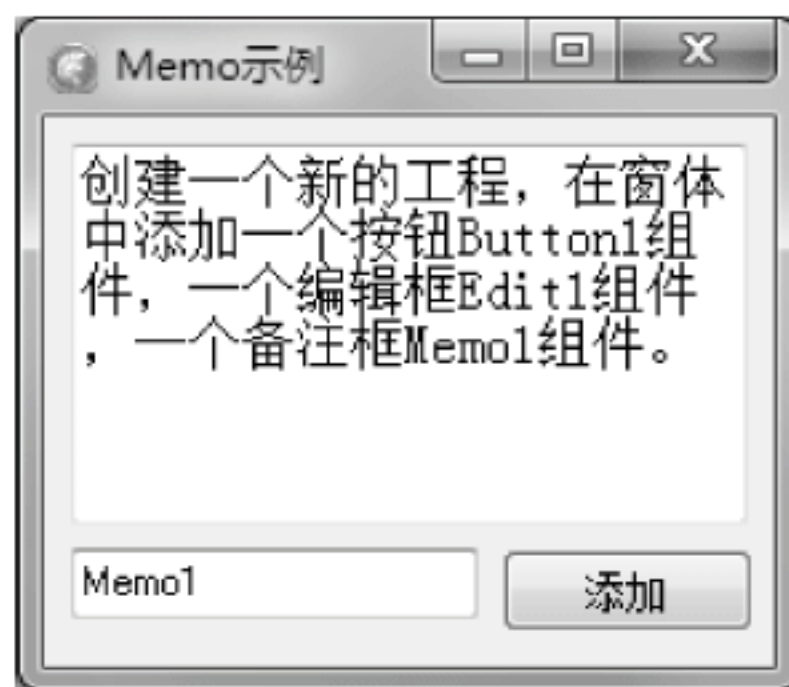 Memo示例
创建一个新的工程，在窗体
中添加一个按钮Button1组
件，一个编辑框Edit1组件
，一个备注框Memo1组件。
Memo1
添加